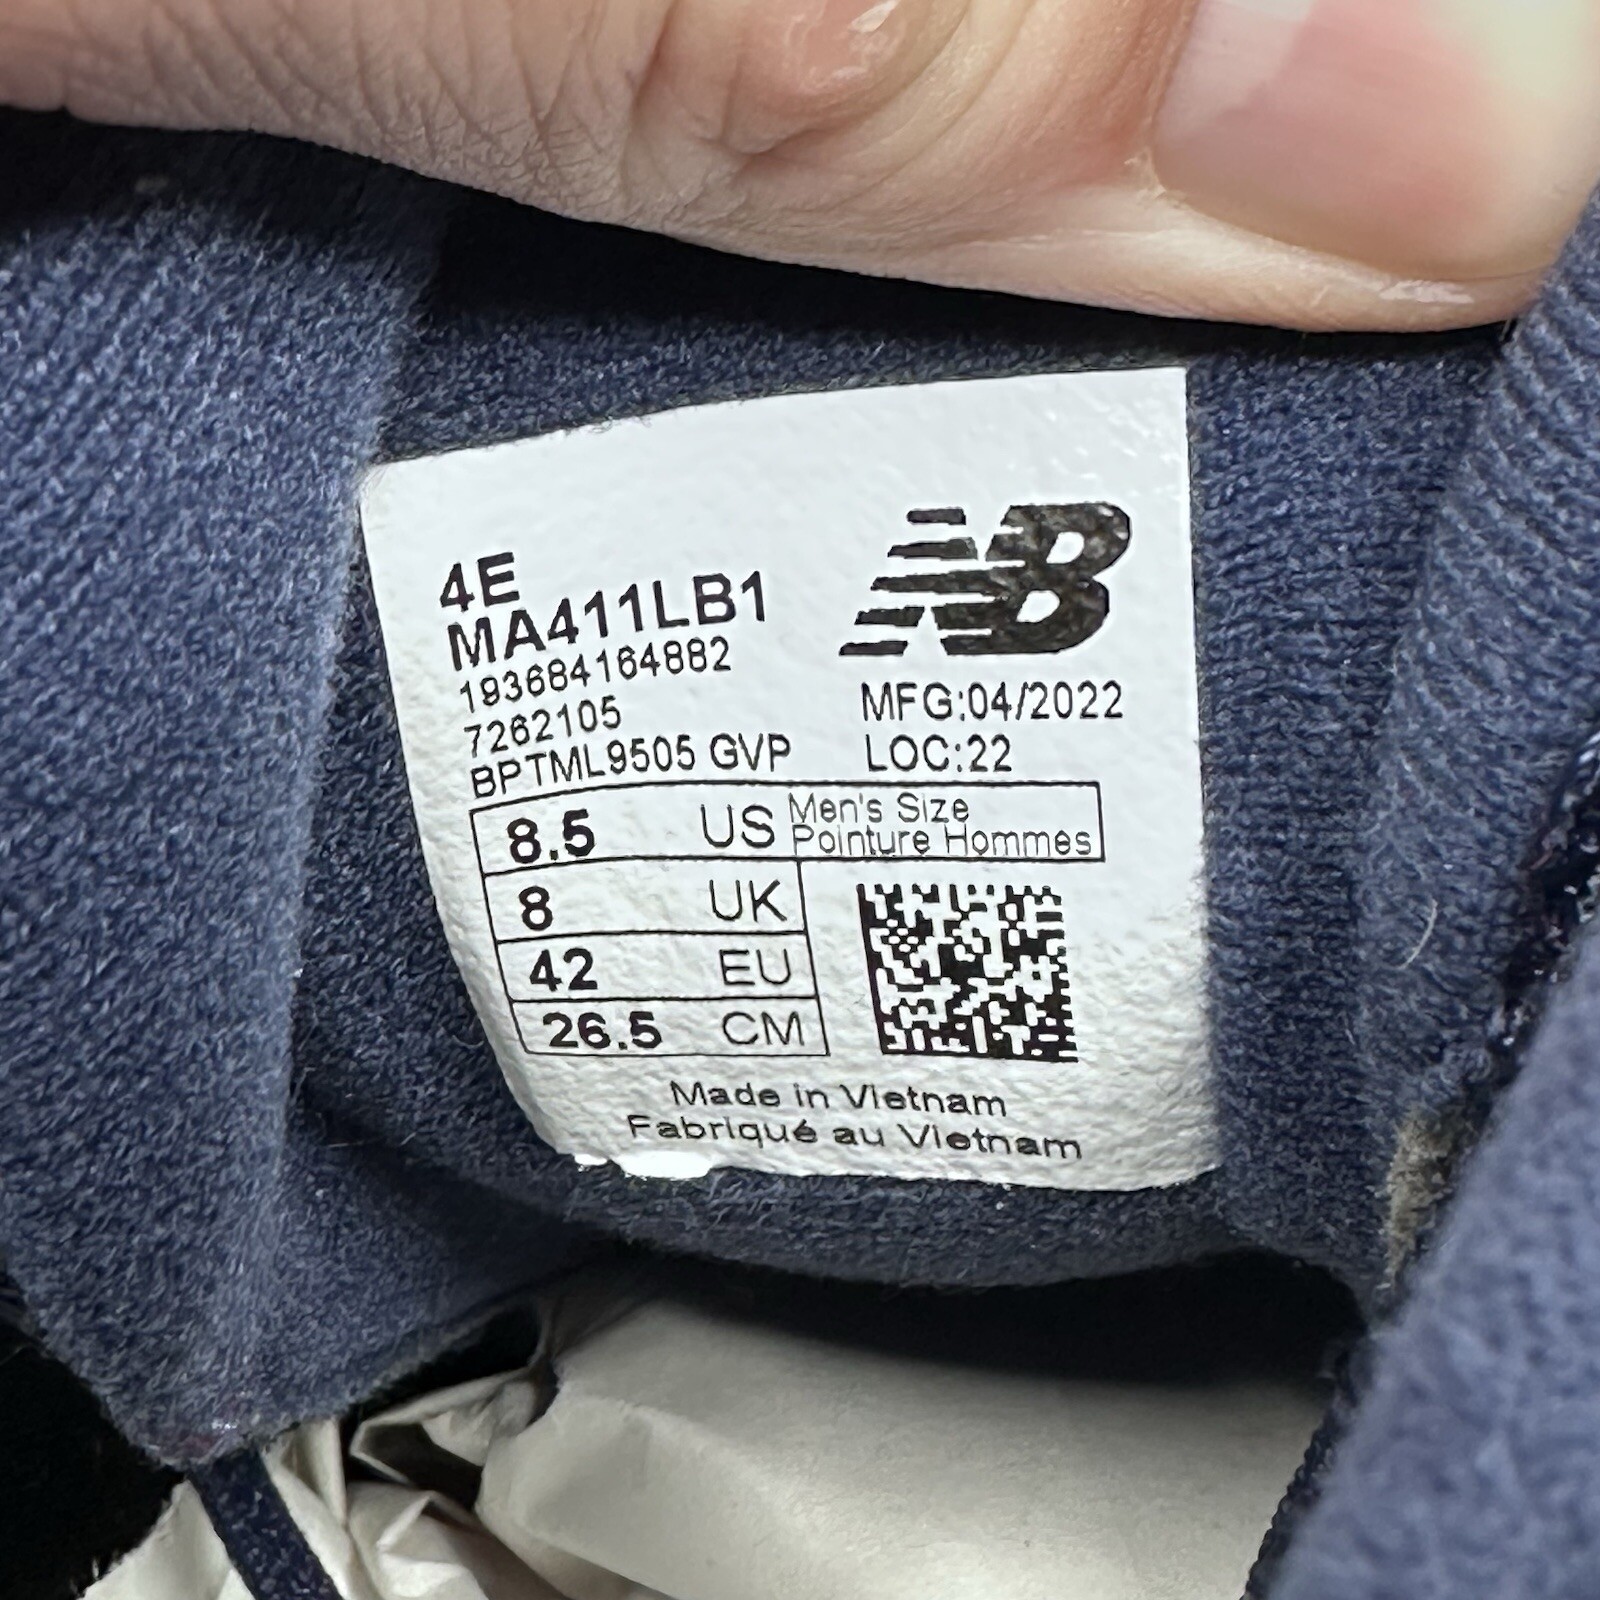 4E
MA411LB1
193684164882
7262105
BPTML9505 GVP
NB
MFG:04/2022
LOC:22
8.5 US Men's Size
Pointure Hommes
8 UK
42 EU
26.5 CM
Made in Vietnam
Fabriqué au Vietnam